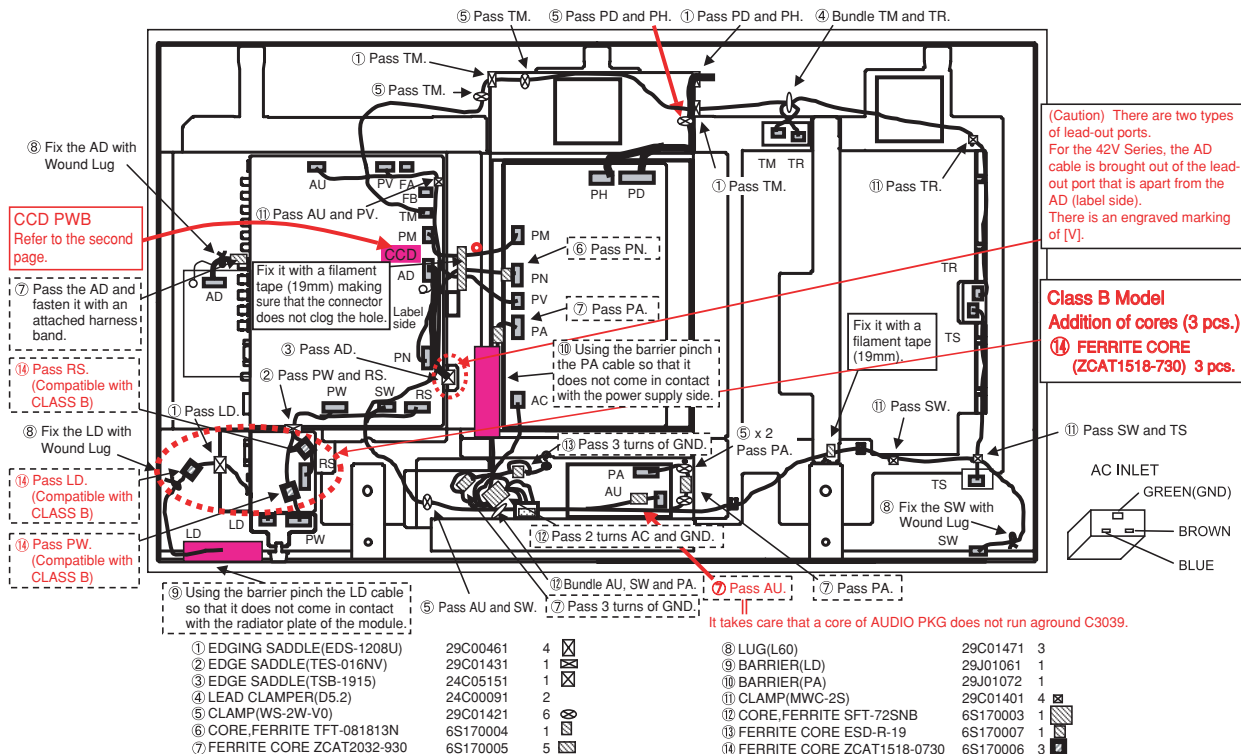 ⑤ Pass TM.
⑤ Pass PD and PH.
① Pass PD and PH.
④ Bundle TM and TR.
① Pass TM.
⑤ Pass TM.
(Caution) There are two types
of lead-out ports.
For the 42V Series, the AD
cable is brought out of the lead-
out port that is apart from the
AD (label side).
There is an engraved marking
of [V].
⑧ Fix the AD with
Wound Lug
TM
TR
⑪ Pass TR.
① Pass TM.
AU
PV
FA
FB
TM
PH
PD
⑪ Pass AU and PV.
CCD PWB
Refer to the second
page.
PM
CCD
AD
PM
⑥ Pass PN.
PN
Fix it with a filament
tape (19mm) making
sure that the connector
does not clog the hole.
TR
⑦ Pass the AD and
fasten it with an
attached harness
band.
AD
Label
side
PV
PA
⑦ Pass PA.
Class B Model
Addition of cores (3 pcs.)
⑭ FERRITE CORE
(ZCAT1518-730) 3 pcs.
Fix it with a
filament tape
(19mm).
TS
③ Pass AD.
PN
⑩ Using the barrier pinch
the PA cable so that it
does not come in contact
with the power supply side.
⑭ Pass RS.
(Compatible with
CLASS B)
② Pass PW and RS.
PW
SW
RS
AC
① Pass LD.
⑪ Pass SW.
⑧ Fix the LD with
Wound Lug
⑬ Pass 3 turns of GND.
⑤ x 2
Pass PA.
⑪ Pass SW and TS
RS
PA
AU
TS
AC INLET
GREEN(GND)
BROWN
BLUE
⑭ Pass LD.
(Compatible with
CLASS B)
⑧ Fix the SW with
Wound Lug
SW
LD
PW
LD
⑫ Pass 2 turns AC and GND.
⑭ Pass PW.
(Compatible with
CLASS B)
⑫ Bundle AU, SW and PA.
⑦ Pass AU.
⑦ Pass PA.
⑨ Using the barrier pinch the LD cable
so that it does not come in contact
with the radiator plate of the module.
⑤ Pass AU and SW.
⑦ Pass 3 turns of GND.
It takes care that a core of AUDIO PKG does not run aground C3039.
① EDGING SADDLE(EDS-1208U) 29C00461 4
② EDGE SADDLE(TES-016NV) 29C01431 1
③ EDGE SADDLE(TSB-1915) 24C05151 1
④ LEAD CLAMPER(D5.2) 24C00091 2
⑤ CLAMP(WS-2W-V0) 29C01421 6
⑥ CORE,FERRITE TFT-081813N 6S170004 1
⑦ FERRITE CORE ZCAT2032-930 6S170005 5
⑧ LUG(L60) 29C01471 3
⑨ BARRIER(LD) 29J01061 1
⑩ BARRIER(PA) 29J01072 1
⑪ CLAMP(MWC-2S) 29C01401 4
⑫ CORE,FERRITE SFT-72SNB 6S170003 1
⑬ FERRITE CORE ESD-R-19 6S170007 1
⑭ FERRITE CORE ZCAT1518-0730 6S170006 3